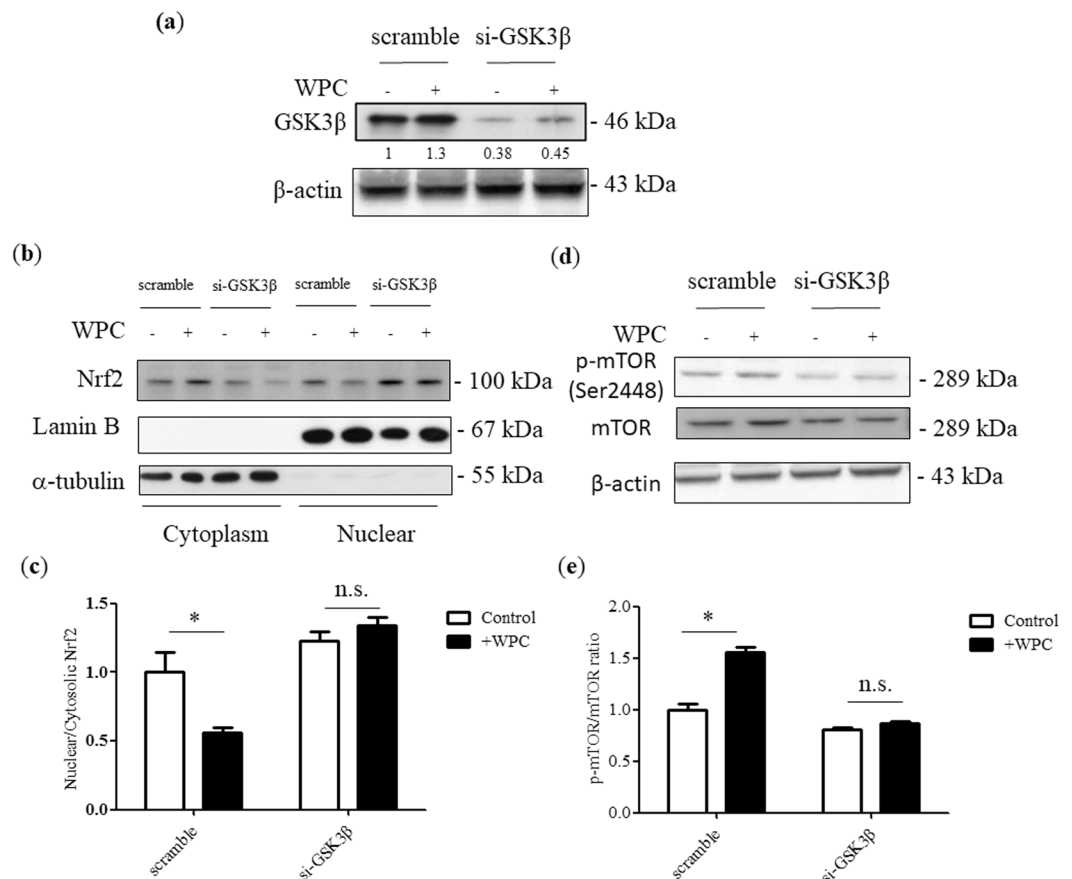 (a)
scramble si-GSK3β
WPC - + - +
GSK3β - 46 kDa
1 1.3 0.38 0.45
β-actin - 43 kDa
(b)
scramble si-GSK3β scramble si-GSK3β
WPC - + - + - + - +
Nrf2 - 100 kDa
Lamin B - 67 kDa
α-tubulin - 55 kDa
Cytoplasm Nuclear
(d)
scramble si-GSK3β
WPC - + - +
p-mTOR
(Ser2448) - 289 kDa
mTOR - 289 kDa
β-actin - 43 kDa
(c)
Nuclear/Cytosolic Nrf2
1.5
1.0
0.5
0.0
*
n.s.
Control
+WPC
scramble
si-GSK3β
(e)
p-mTOR/mTOR ratio
2.0
1.5
1.0
0.5
0.0
*
n.s.
Control
+WPC
scramble
si-GSK3β